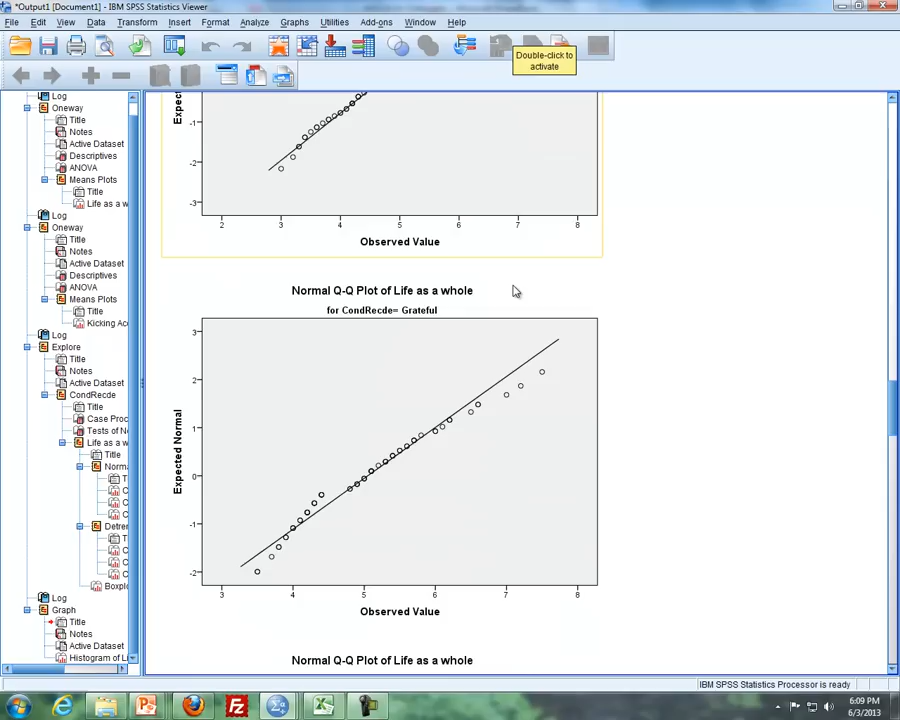 *Output1 [Document1] - IBM SPSS Statistics Viewer
File Edit View Data Transform Insert Format Analyze Graphs Utilities Add-ons Window Help
Double-click to
activate
Log
Oneway
Title
Notes
Active Dataset
Descriptives
ANOVA
Means Plots
Title
Life as a w
Log
Oneway
Title
Notes
Active Dataset
Descriptives
ANOVA
Means Plots
Title
Kicking Ac
Log
Explore
Title
Notes
Active Dataset
CondRecde
Title
Case Proc
Tests of No
Life as a w
Title
Norma
T
C
C
C
Detren
T
C
C
C
Boxplo
Log
Graph
Title
Notes
Active Dataset
Histogram of Li
Expecte
-1
-2
-3
2 3 4 5 6 7 8
Observed Value
Normal Q-Q Plot of Life as a whole
for CondRecde= Grateful
3
2
1
0
-1
-2
Expected Normal
3 4 5 6 7 8
Observed Value
Normal Q-Q Plot of Life as a whole
IBM SPSS Statistics Processor is ready
6:09 PM
6/3/2013